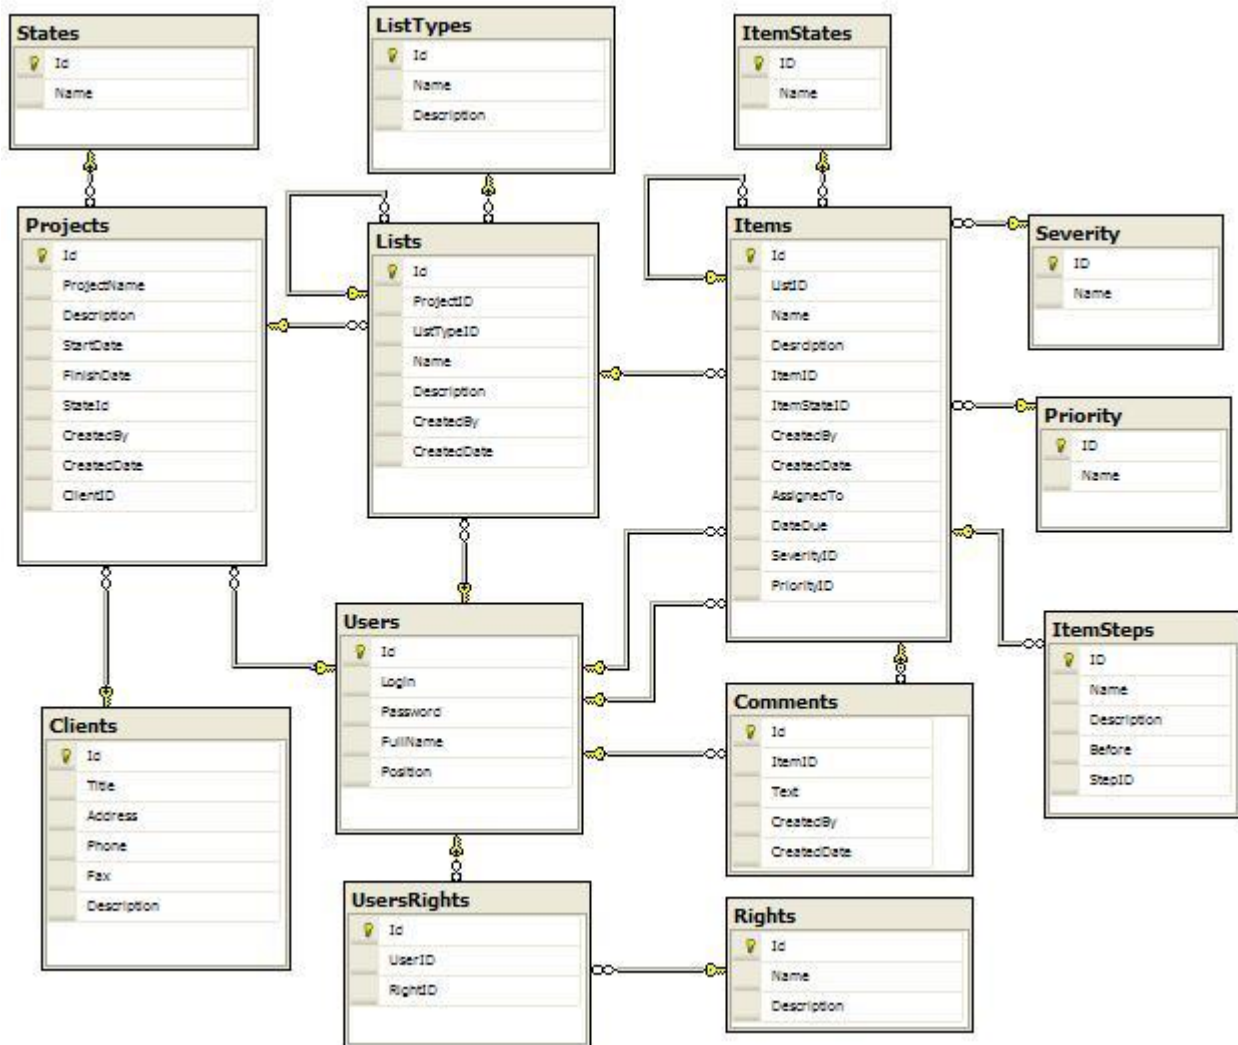 States
Id
Name
ListTypes
Id
Name
Description
ItemStates
ID
Name
Projects
Id
ProjectName
Description
StartDate
FinishDate
StateId
CreatedBy
CreatedDate
ClientID
Lists
Id
ProjectID
ListTypeID
Name
Description
CreatedBy
CreatedDate
Items
Id
ListID
Name
Desrdiption
ItemID
ItemStateID
CreatedBy
CreatedDate
AssignedTo
DateDue
SeverityID
PriorityID
Severity
ID
Name
Priority
ID
Name
ItemSteps
ID
Name
Description
Before
StepID
Users
Id
Login
Password
FullName
Position
Clients
Id
Title
Address
Phone
Fax
Description
Comments
Id
ItemID
Text
CreatedBy
CreatedDate
UsersRights
Id
UserID
RightID
Rights
Id
Name
Description